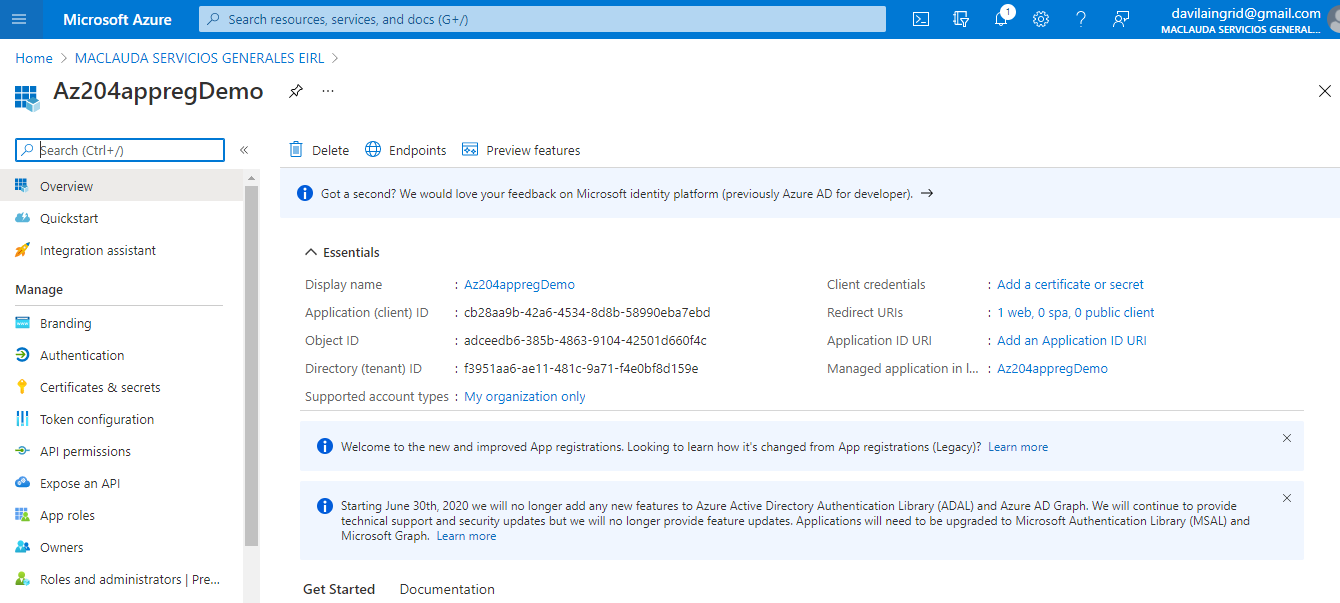 Microsoft Azure
Search resources, services, and docs (G+/)
1
davilaingrid@gmail.com
MACLAUDA SERVICIOS GENERAL...
Home > MACLAUDA SERVICIOS GENERALES EIRL >
Az204appregDemo ...
Search (Ctrl+/) «
Delete Endpoints Preview features
Overview
Quickstart
Integration assistant
Manage
Branding
Authentication
Certificates & secrets
Token configuration
API permissions
Expose an API
App roles
Owners
Roles and administrators | Pre...
Got a second? We would love your feedback on Microsoft identity platform (previously Azure AD for developer). →
Essentials
Display name : Az204appregDemo
Application (client) ID : cb28aa9b-42a6-4534-8d8b-58990eba7ebd
Object ID : adceedb6-385b-4863-9104-42501d660f4c
Directory (tenant) ID : f3951aa6-ae11-481c-9a71-f4e0bf8d159e
Supported account types : My organization only
Client credentials : Add a certificate or secret
Redirect URIs : 1 web, 0 spa, 0 public client
Application ID URI : Add an Application ID URI
Managed application in l... : Az204appregDemo
Welcome to the new and improved App registrations. Looking to learn how it's changed from App registrations (Legacy)? Learn more
Starting June 30th, 2020 we will no longer add any new features to Azure Active Directory Authentication Library (ADAL) and Azure AD Graph. We will continue to provide
technical support and security updates but we will no longer provide feature updates. Applications will need to be upgraded to Microsoft Authentication Library (MSAL) and
Microsoft Graph. Learn more
Get Started Documentation